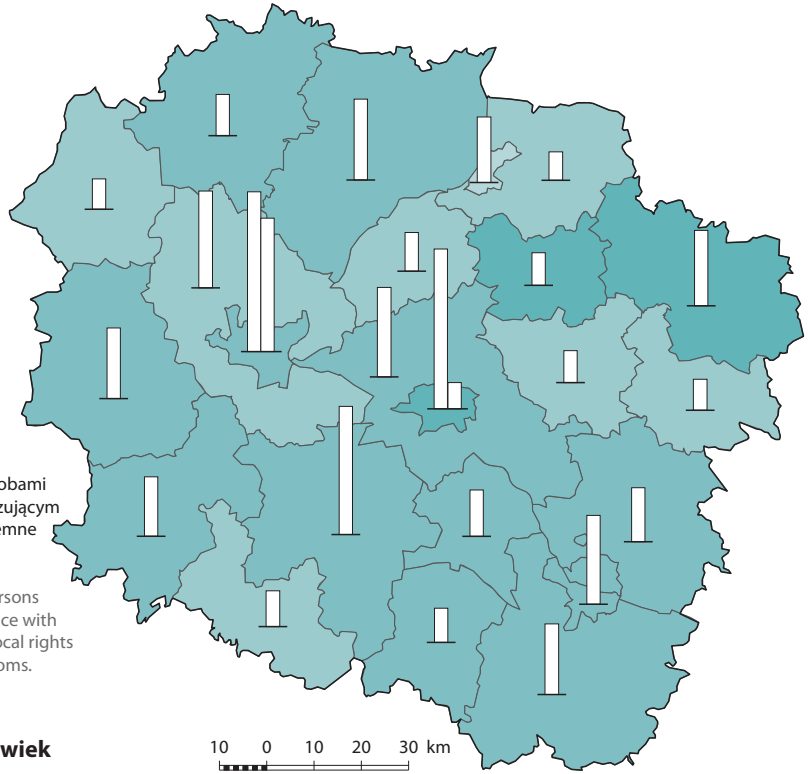 obami
zującym
emne
rsons
ce with
ocal rights
oms.
wiek
10 0 10 20 30 km